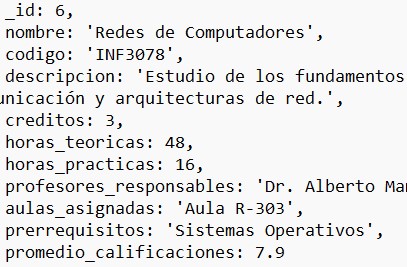 _id: 6,
nombre: 'Redes de Computadores',
codigo: 'INF3078',
descripcion: 'Estudio de los fundamentos
unicación y arquitecturas de red.',
creditos: 3,
horas_teoricas: 48,
horas_practicas: 16,
profesores_responsables: 'Dr. Alberto Mar
aulas_asignadas: 'Aula R-303',
prerrequisitos: 'Sistemas Operativos',
promedio_calificaciones: 7.9